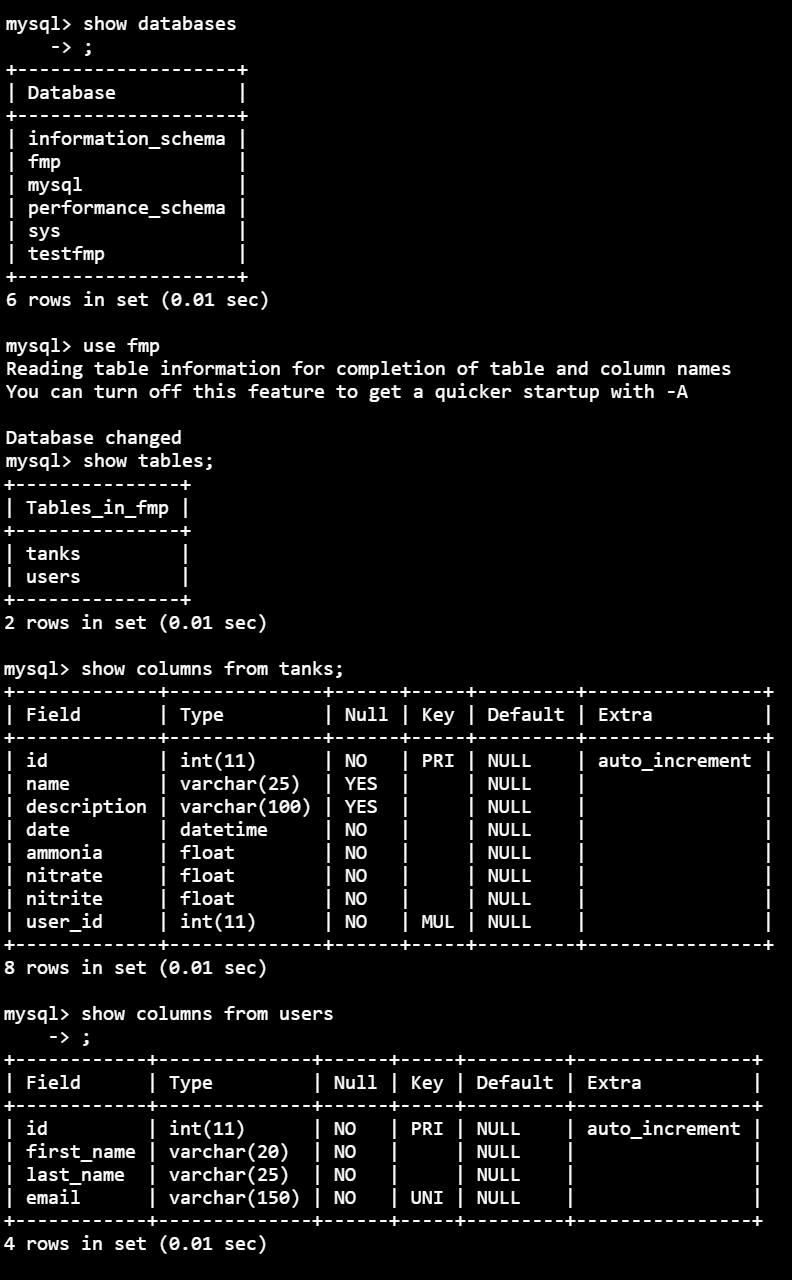 mysql> show databases
    -> ;
+--------------------+
| Database           |
+--------------------+
| information_schema |
| fmp                |
| mysql              |
| performance_schema |
| sys                |
| testfmp            |
+--------------------+
6 rows in set (0.01 sec)

mysql> use fmp
Reading table information for completion of table and column names
You can turn off this feature to get a quicker startup with -A

Database changed
mysql> show tables;
+---------------+
| Tables_in_fmp |
+---------------+
| tanks         |
| users         |
+---------------+
2 rows in set (0.01 sec)

mysql> show columns from tanks;
+-------------+--------------+------+-----+---------+----------------+
| Field       | Type         | Null | Key | Default | Extra          |
+-------------+--------------+------+-----+---------+----------------+
| id          | int(11)      | NO   | PRI | NULL    | auto_increment |
| name        | varchar(25)  | YES  |     | NULL    |                |
| description | varchar(100) | YES  |     | NULL    |                |
| date        | datetime     | NO   |     | NULL    |                |
| ammonia     | float        | NO   |     | NULL    |                |
| nitrate     | float        | NO   |     | NULL    |                |
| nitrite     | float        | NO   |     | NULL    |                |
| user_id     | int(11)      | NO   | MUL | NULL    |                |
+-------------+--------------+------+-----+---------+----------------+
8 rows in set (0.01 sec)

mysql> show columns from users
    -> ;
+------------+--------------+------+-----+---------+----------------+
| Field      | Type         | Null | Key | Default | Extra          |
+------------+--------------+------+-----+---------+----------------+
| id         | int(11)      | NO   | PRI | NULL    | auto_increment |
| first_name | varchar(20)  | NO   |     | NULL    |                |
| last_name  | varchar(25)  | NO   |     | NULL    |                |
| email      | varchar(150) | NO   | UNI | NULL    |                |
+------------+--------------+------+-----+---------+----------------+
4 rows in set (0.01 sec)